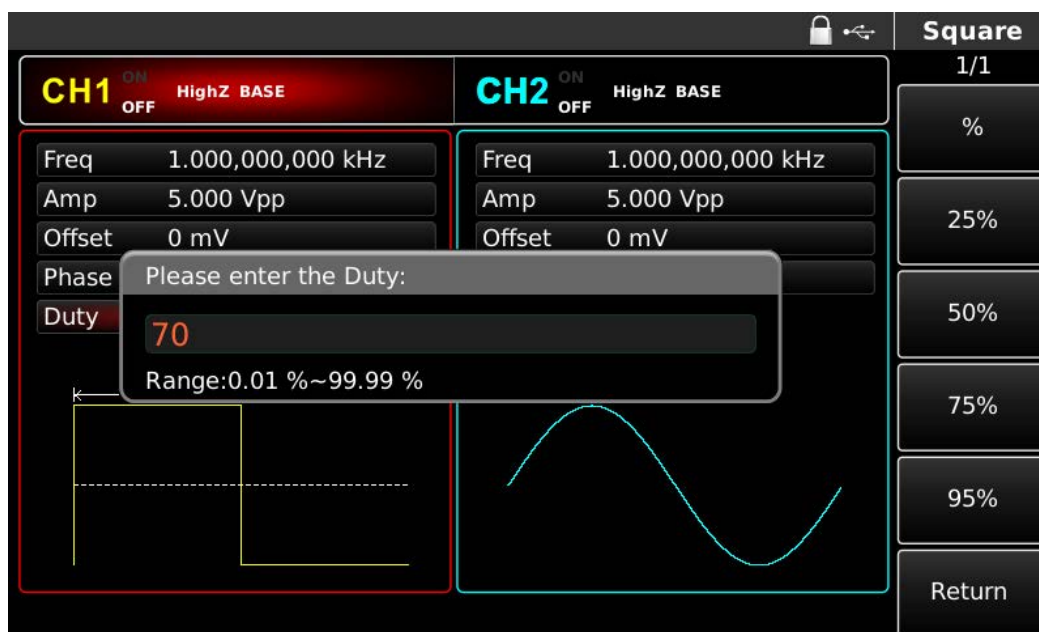 Square
1/1
CH1 ON OFF HighZ BASE
CH2 ON OFF HighZ BASE
%
Freq 1.000,000,000 kHz
Freq 1.000,000,000 kHz
Amp 5.000 Vpp
Amp 5.000 Vpp
25%
Offset 0 mV
Offset 0 mV
Phase
Please enter the Duty:
Duty
70
50%
Range:0.01 %~99.99 %
75%
95%
Return